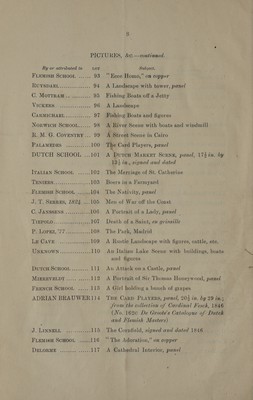 8
PICTURES, &c.—continued.
By or attributed to LOT Subject.
FLEMISH SCHOOL ...... 93 "Ecce Homo," on copper
RUYSDAEL ............ 94 A Landscape with tower, panel
C. MOTTRAM ............ 95 Fishing Boats off a Jetty
VICKERS ............ 96 A Landscape
CARMICHAEL ............ 97 Fishing Boats and figures
NORWICH SCHOOL...... 98 A River Scene with boats and windmill
R. M. G. COVENTRY... 99 A Street Scene in Cairo
PALAMEDES ............100 The Card Players, panel
DUTCH SCHOOL ...101 A DUTCH MARKET SCENE, panel, 17½ in. by
13½ in., signed and dated
ITALIAN SCHOOL ......102 The Marriage of St. Catherine
TENIERS ............103 Boors in a Farmyard
FLEMISH SCHOOL ......104 The Nativity, panel
J. T. SERRES, 1824 ...105 Men of War off the Coast
C. JANSSENS ............106 A Portrait of a Lady, panel
TIEPOLO ............107 Death of a Saint, en grisaille
P. LOPEZ, '77 ............108 The Park, Madrid
LE CAVE ............109 A Rustic Landscape with figures, cattle, etc.
UNKNOWN ............110 An Italian Lake Scene with buildings, boats
and figures
DUTCH SCHOOL ......111 An Attack on a Castle, panel
MIEREVELDT ............112 A Portrait of Sir Thomas Honeywood, panel
FRENCH SCHOOL ......113 A Girl holding a bunch of grapes
ADRIAN BRAUWER 114 THE CARD PLAYERS, panel, 20½ in. by 29 in.;
from the collection of Cardinal Fesch, 1846
(No. 162c De Groote's Catalogue of Dutch
and Flemish Masters)
J. LINNELL ............115 The Cornfield, signed and dated 1846
FLEMISH SCHOOL ......116 "The Adoration," on copper
DELORME ............117 A Cathedral Interior, panel